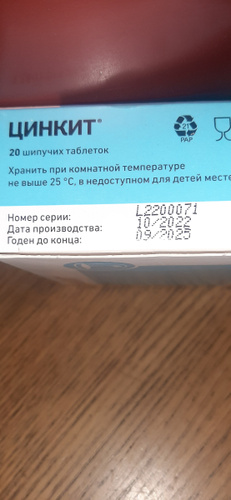 ЦИНКИТ®
21
PAP
20 шипучих таблеток
Хранить при комнатной температуре
не выше 25 °С, в недоступном для детей месте
Номер серии: L2200071
Дата производства: 10/2022
Годен до конца: 09/2025